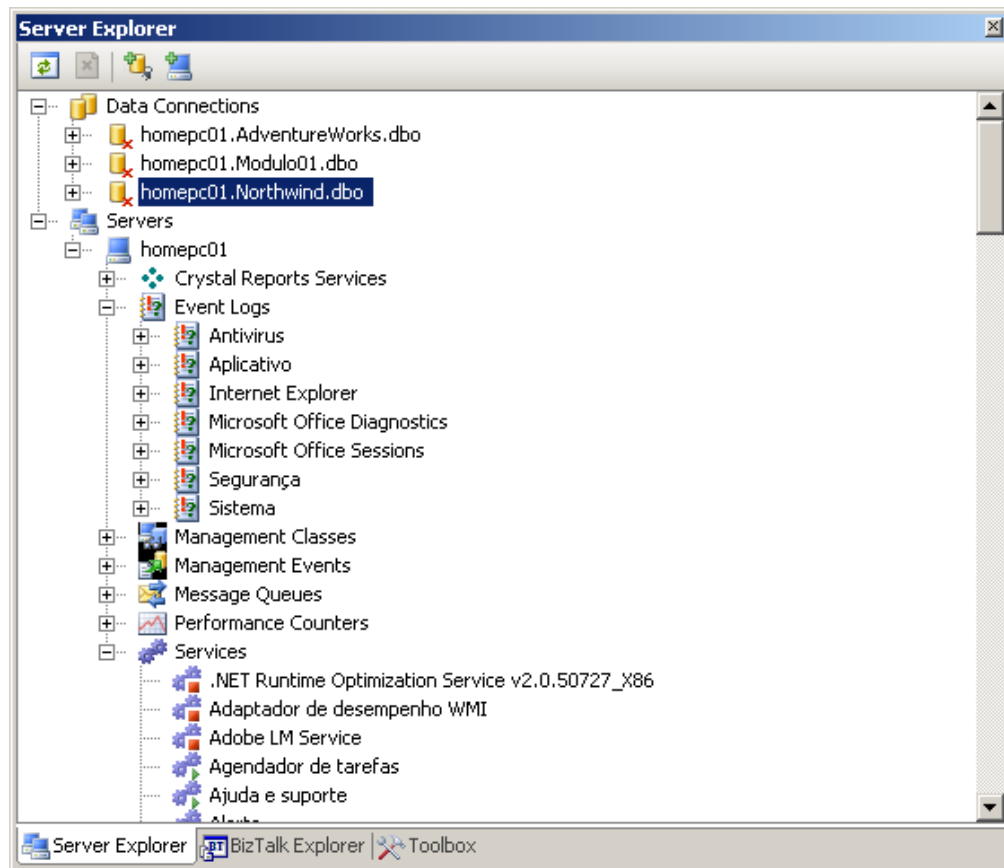 Server Explorer
Data Connections
homepc01.AdventureWorks.dbo
homepc01.Modulo01.dbo
homepc01.Northwind.dbo
Servers
homepc01
Crystal Reports Services
Event Logs
Antivirus
Aplicativo
Internet Explorer
Microsoft Office Diagnostics
Microsoft Office Sessions
Segurança
Sistema
Management Classes
Management Events
Message Queues
Performance Counters
Services
.NET Runtime Optimization Service v2.0.50727_X86
Adaptador de desempenho WMI
Adobe LM Service
Agendador de tarefas
Ajuda e suporte
Server Explorer BT BizTalk Explorer Toolbox